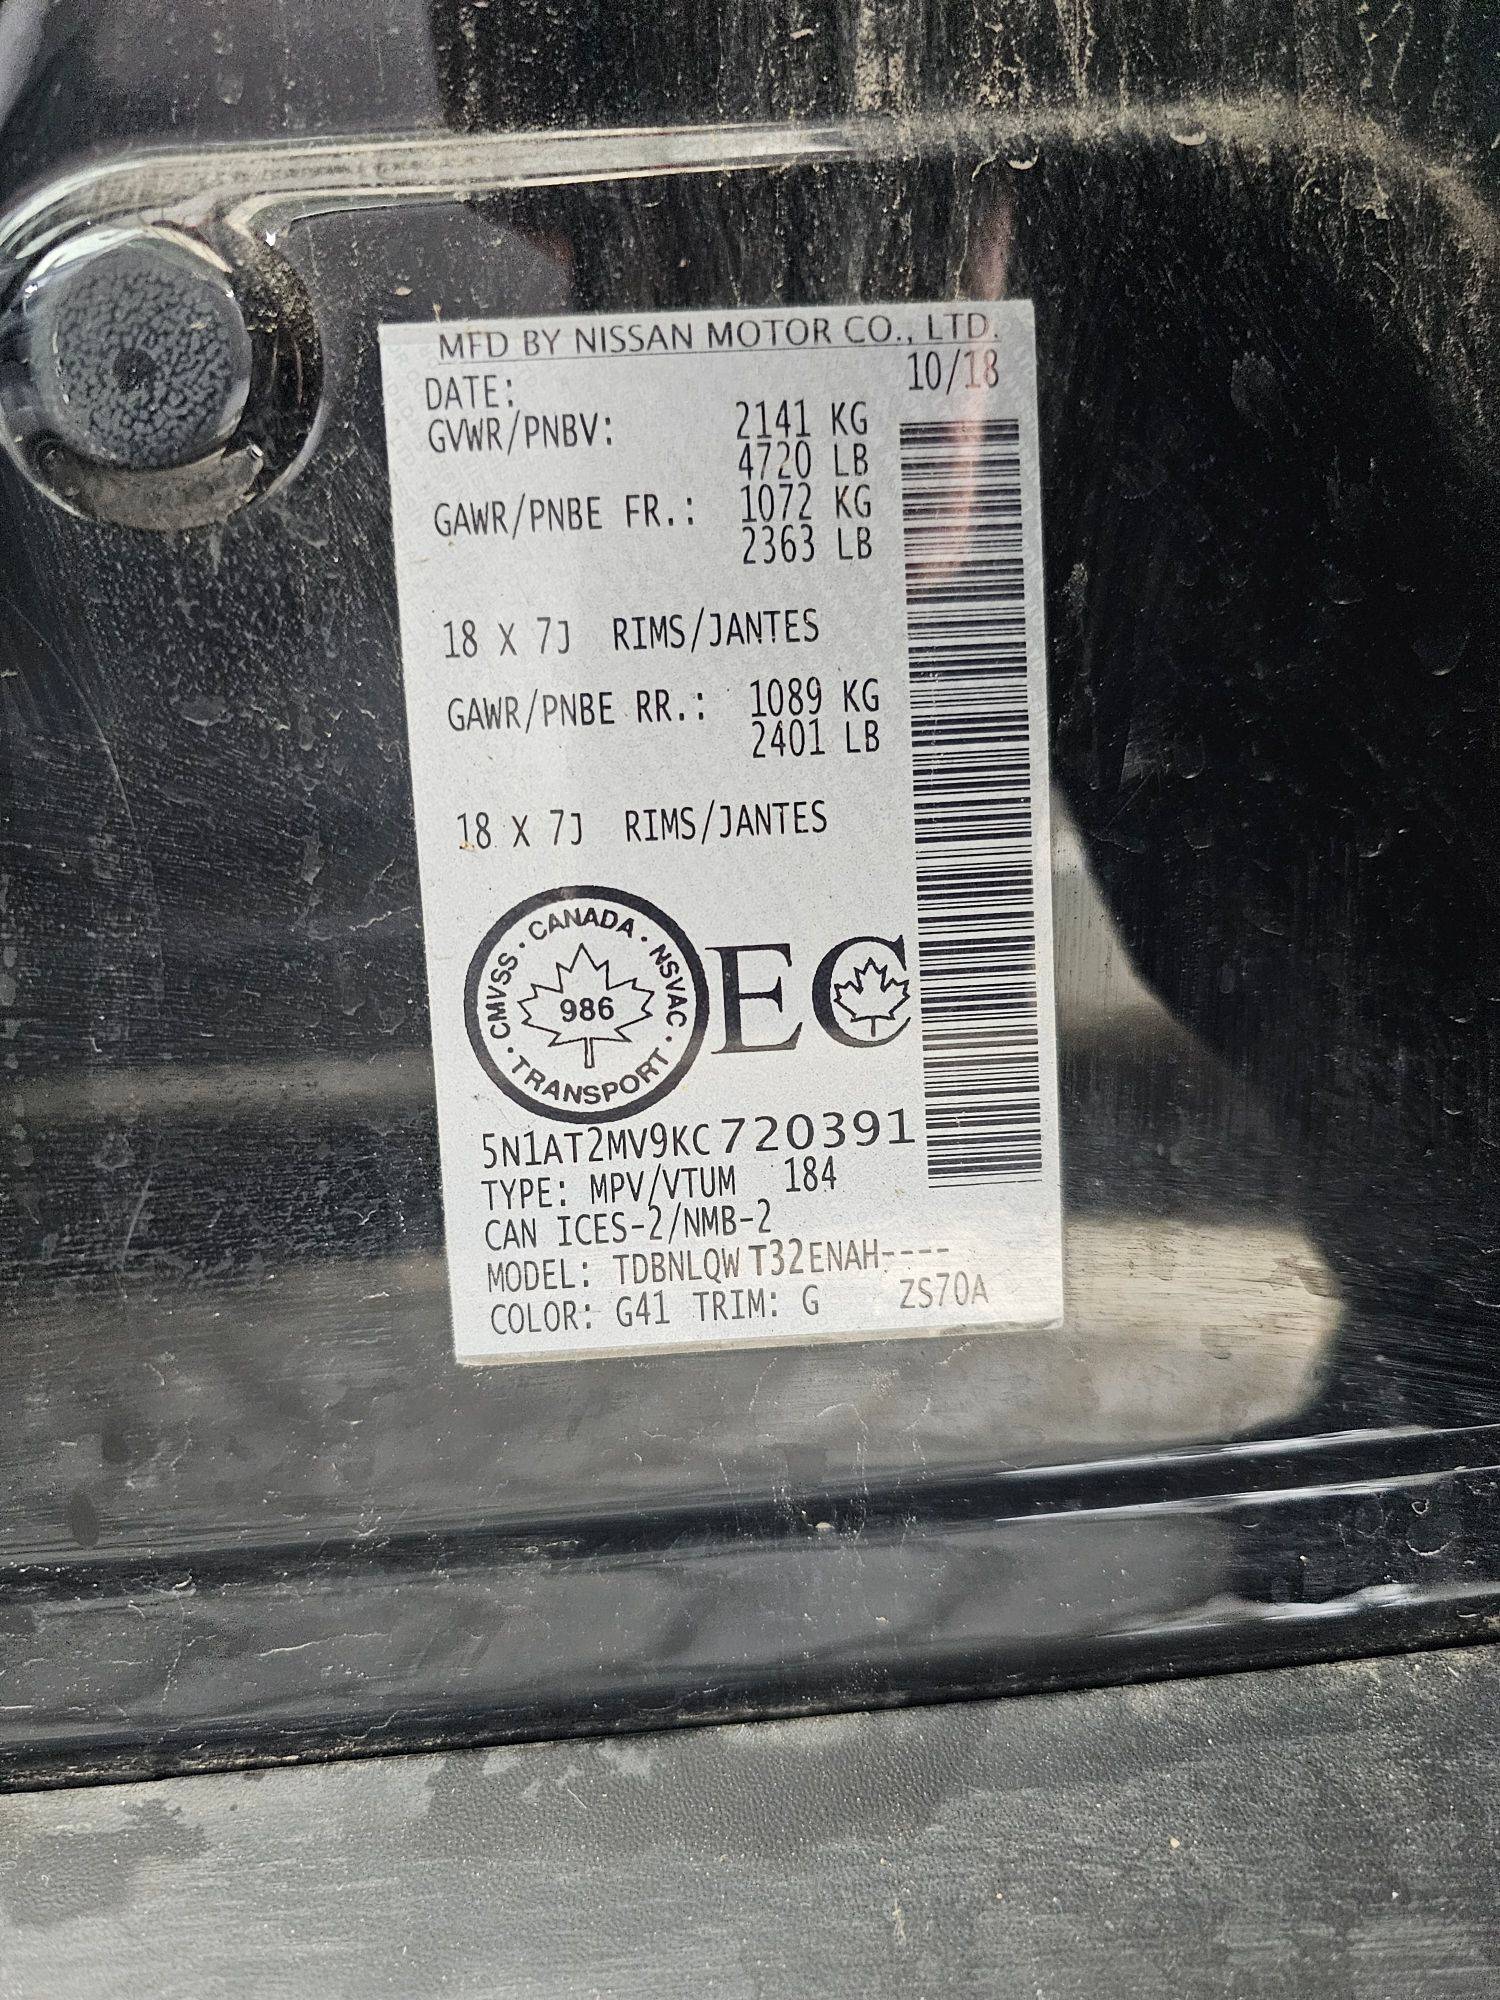 MFD BY NISSAN MOTOR CO., LTD.
DATE: 10/18
GVWR/PNBV: 2141 KG
4720 LB
GAWR/PNBE FR.: 1072 KG
2363 LB
18 X 7J RIMS/JANTES
GAWR/PNBE RR.: 1089 KG
2401 LB
18 X 7J RIMS/JANTES
CANADA · NSVAC · TRANSPORT · CMVSS ·
986
EC
5N1AT2MV9KC720391
TYPE: MPV/VTUM 184
CAN ICES-2/NMB-2
MODEL: TDBNLQWT32ENAH----
COLOR: G41 TRIM: G ZS70A